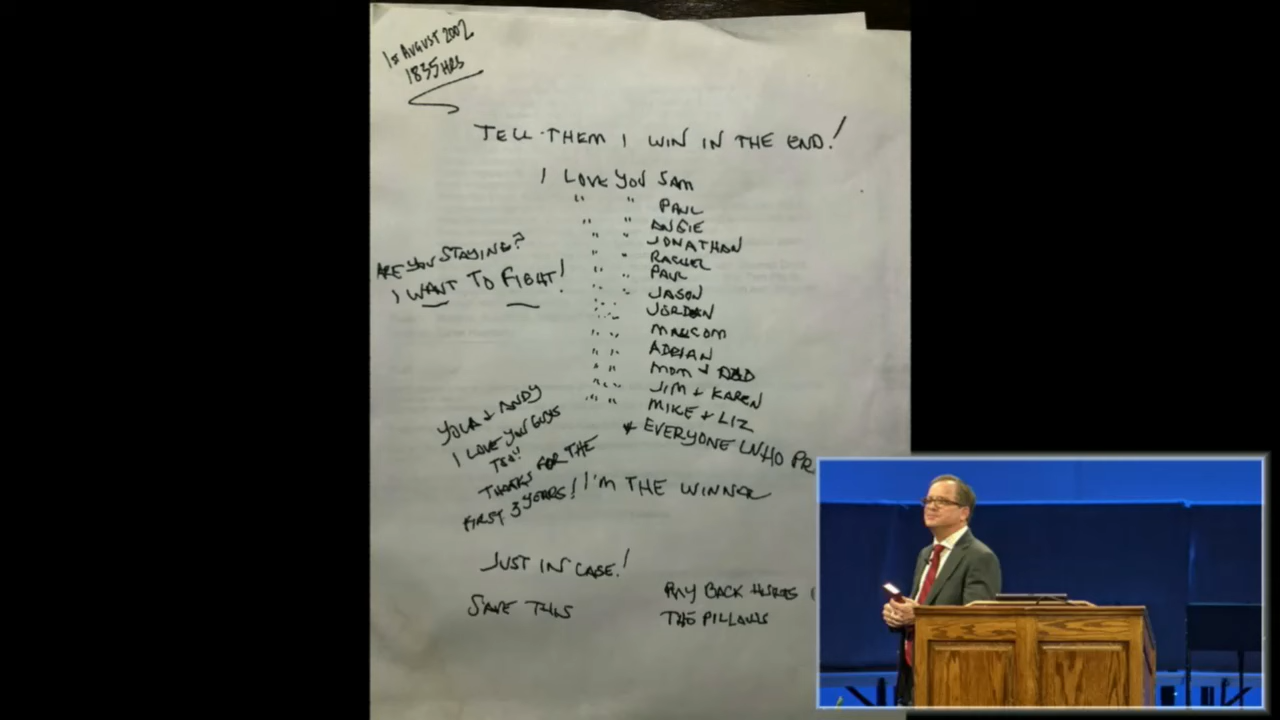 1ST AUGUST 2002
1835HRS
TELL THEM I WIN IN THE END!
I LOVE YOU SAM
" " PAUL
" " ANGIE
" " JONATHAN
" " RACHEL
" " PAUL
" " JASON
" " JORDAN
" " MALCOM
" " ADRIAN
" " MOM + DAD
" " JIM + KAREN
" " MIKE + LIZ
+ EVERYONE WHO PR
ARE YOU STAYING?
I WANT TO FIGHT!
YOLA + ANDY
I LOVE YOU GUYS
TOO!!
THANKS FOR THE
FIRST 3 YEARS!
I'M THE WINNER
JUST IN CASE!
SAVE THIS
PAY BACK
THE PILLOWS